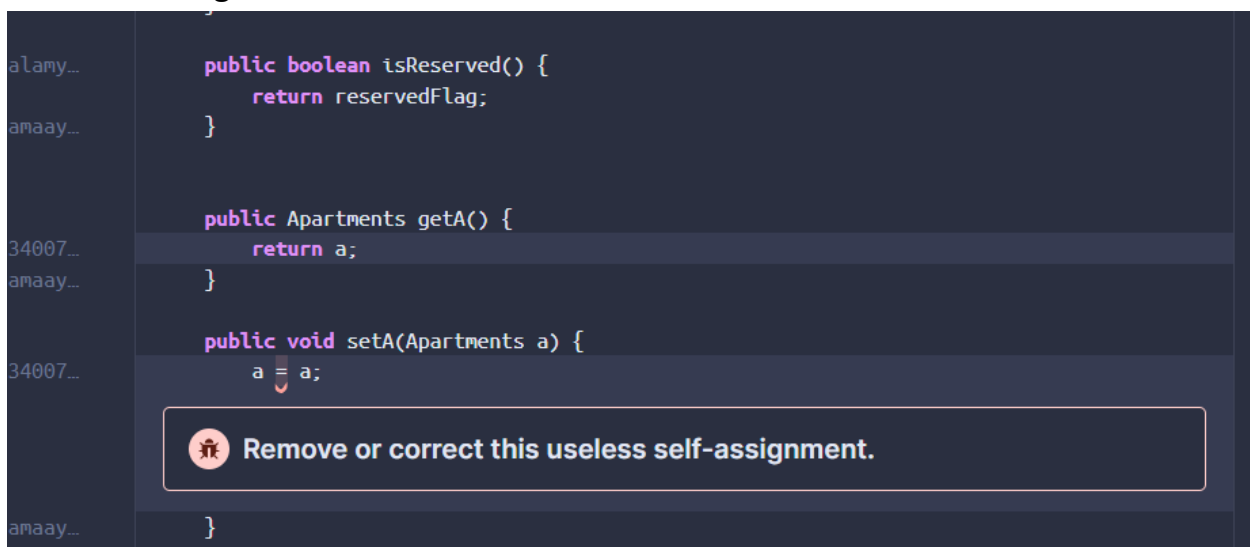 alamy… public boolean isReserved() {
return reservedFlag;
amaay… }
public Apartments getA() {
34007… return a;
amaay… }
public void setA(Apartments a) {
34007… a = a;
Remove or correct this useless self-assignment.
amaay… }